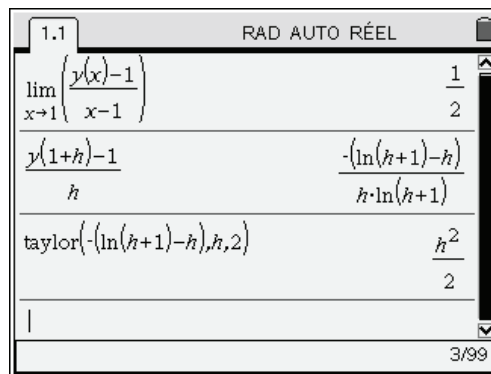 1.1 RAD AUTO RÉEL
lim x→1 ( (y(x)−1)/(x−1) ) 1/2
(y(1+h)−1)/h -(ln(h+1)−h)/(h·ln(h+1))
taylor(-(ln(h+1)−h),h,2) h²/2
3/99